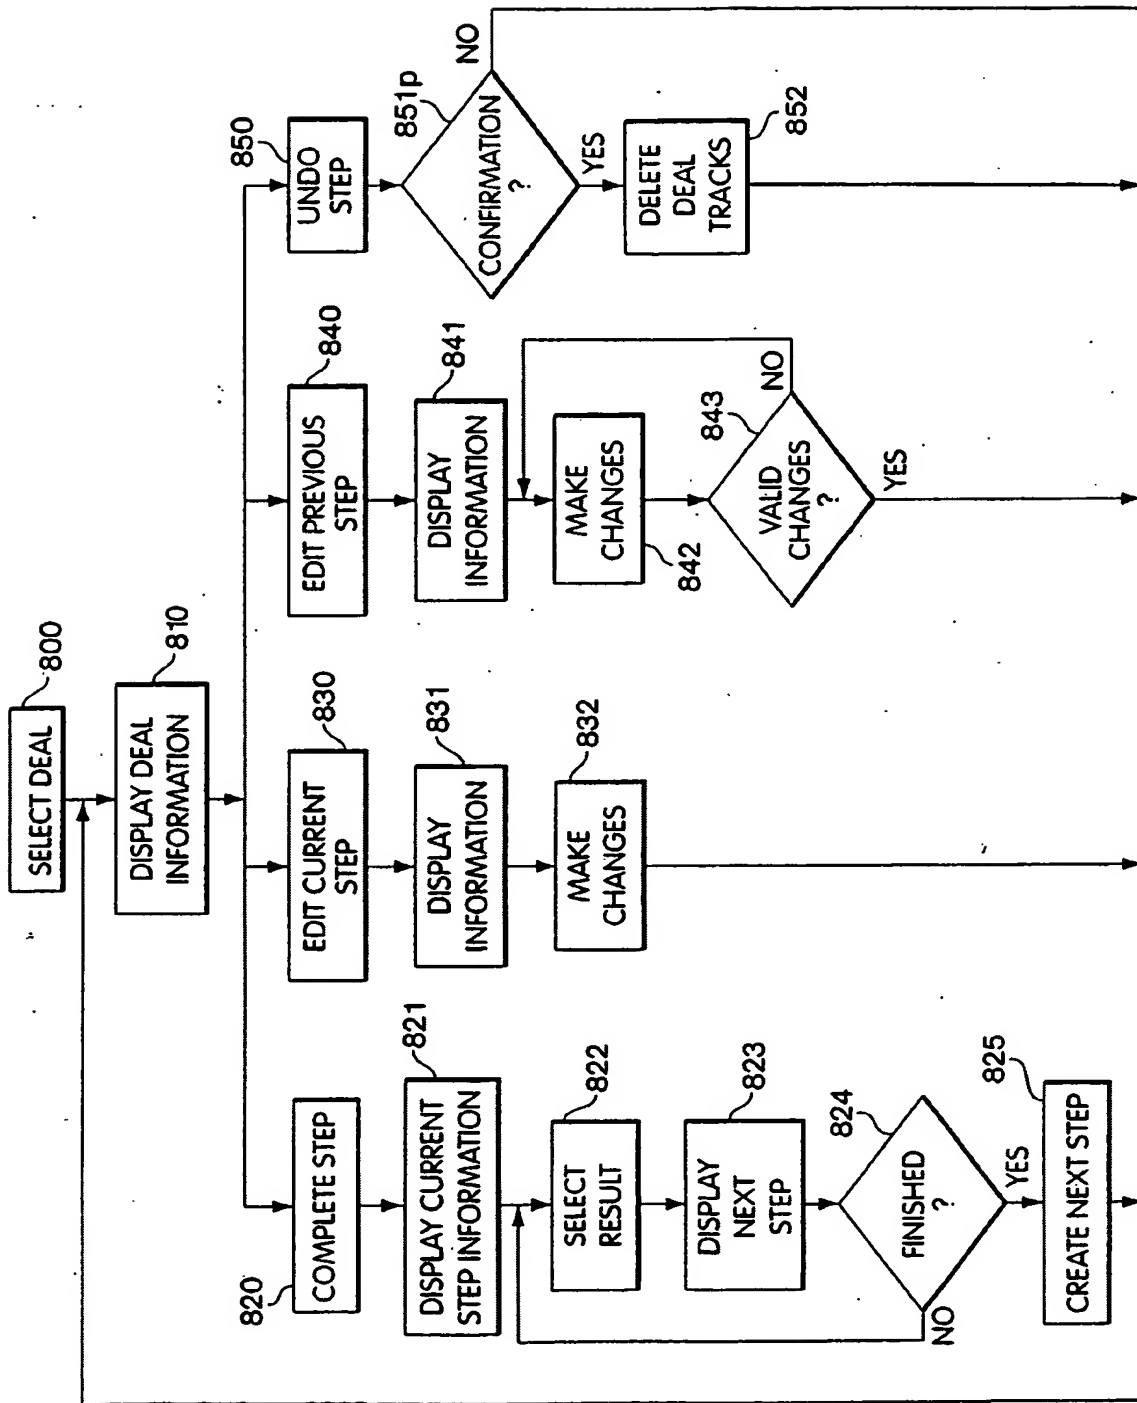 SELECT DEAL
800
DISPLAY DEAL
INFORMATION
810
COMPLETE STEP
820
DISPLAY CURRENT
STEP INFORMATION
821
SELECT
RESULT
822
DISPLAY
NEXT
STEP
823
FINISHED
?
824
NO
YES
CREATE NEXT STEP
825
EDIT CURRENT
STEP
830
DISPLAY
INFORMATION
831
MAKE
CHANGES
832
EDIT PREVIOUS
STEP
840
DISPLAY
INFORMATION
841
MAKE
CHANGES
842
VALID
CHANGES
?
843
NO
YES
UNDO
STEP
850
CONFIRMATION
?
851p
NO
YES
DELETE
DEAL
TRACKS
852